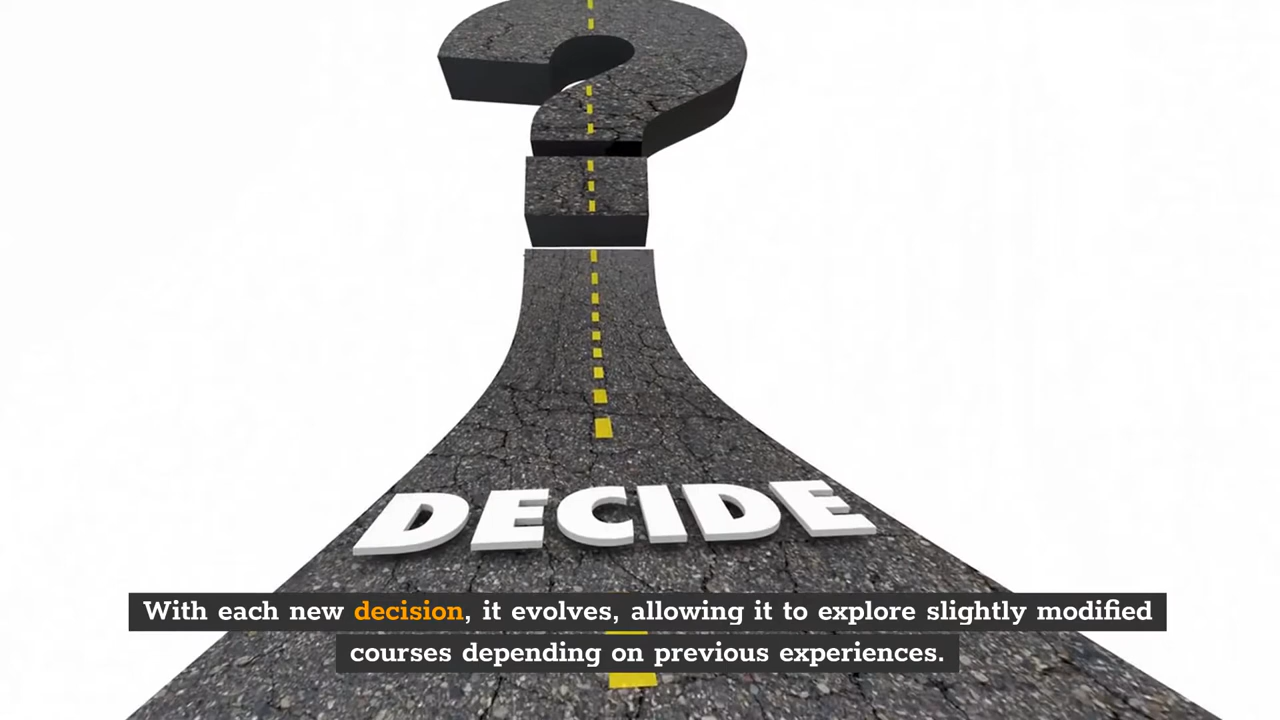 DECIDE
With each new decision, it evolves, allowing it to explore slightly modified
courses depending on previous experiences.